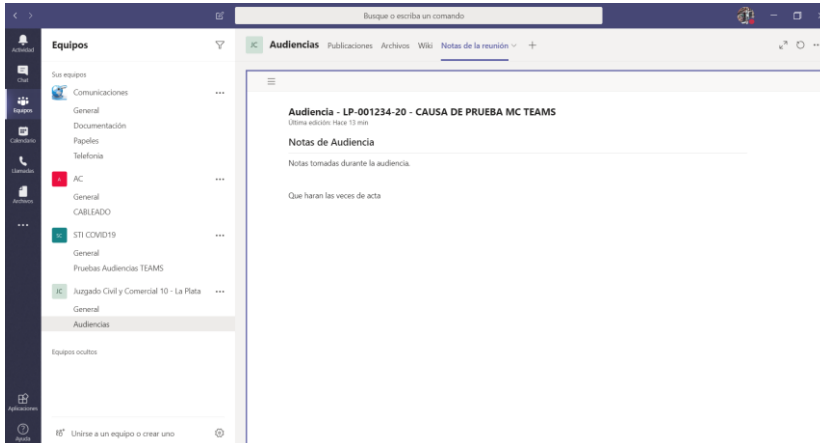 Busque o escriba un comando
Actividad
Chat
Equipos
Calendario
Llamadas
Archivos
Aplicaciones
Ayuda
Equipos
Sus equipos
Comunicaciones
General
Documentación
Papeles
Telefonia
A AC
General
CABLEADO
SC STI COVID19
General
Pruebas Audiencias TEAMS
JC Juzgado Civil y Comercial 10 - La Plata
General
Audiencias
Equipos ocultos
Unirse a un equipo o crear uno
JC Audiencias Publicaciones Archivos Wiki Notas de la reunión
Audiencia - LP-001234-20 - CAUSA DE PRUEBA MC TEAMS
Última edición: Hace 13 min
Notas de Audiencia
Notas tomadas durante la audiencia.
Que haran las veces de acta